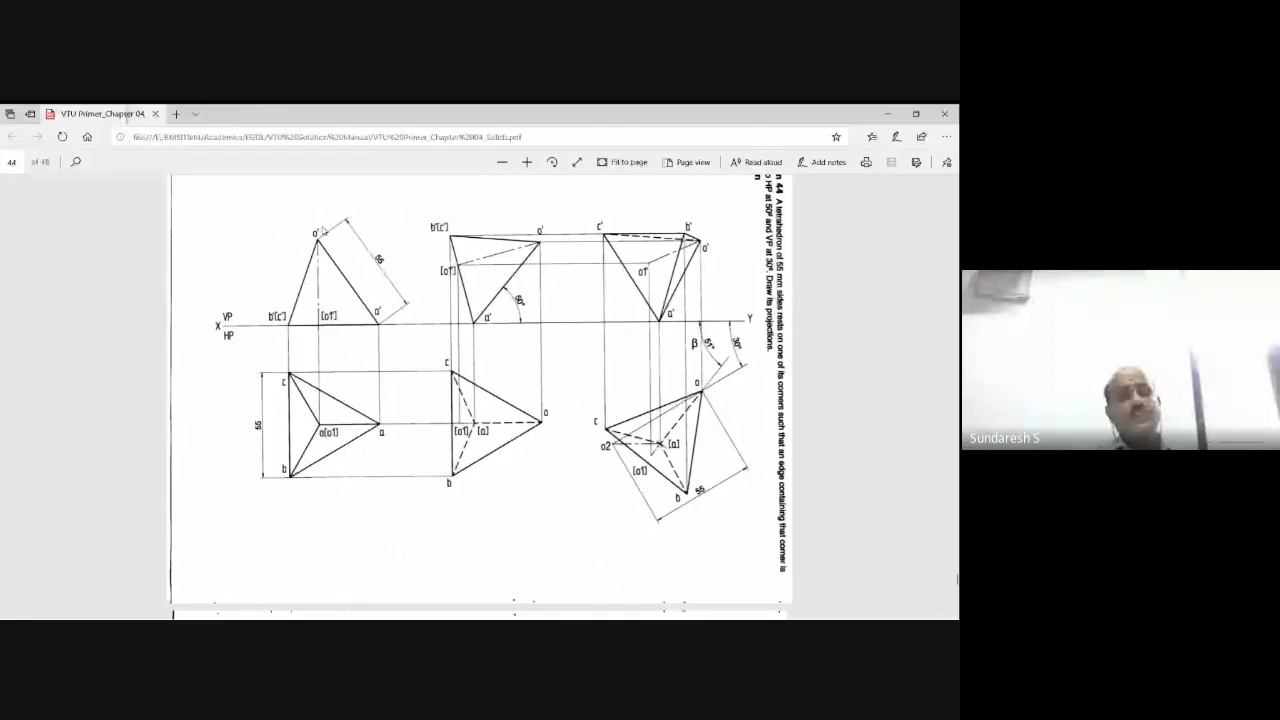 VTU Primer_Chapter 04
44 of 48
Fit to page
Page view
Read aloud
Add notes
n 44 A tetrahedron of 55 mm sides rests on one of its corners such that an edge containing that corner is
o HP at 50º and VP at 30º. Draw its projections.
n
o'
55
b'[c']
[o1']
a'
X
VP
HP
c
o[o1]
a
55
b
b'[c']
o'
[o1']
50°
a'
c
[o1]
[a]
o
b
c'
b'
o'
o1'
a'
Y
β
51°
30°
o
c
o2
[a]
[o1]
b
55
Sundaresh S